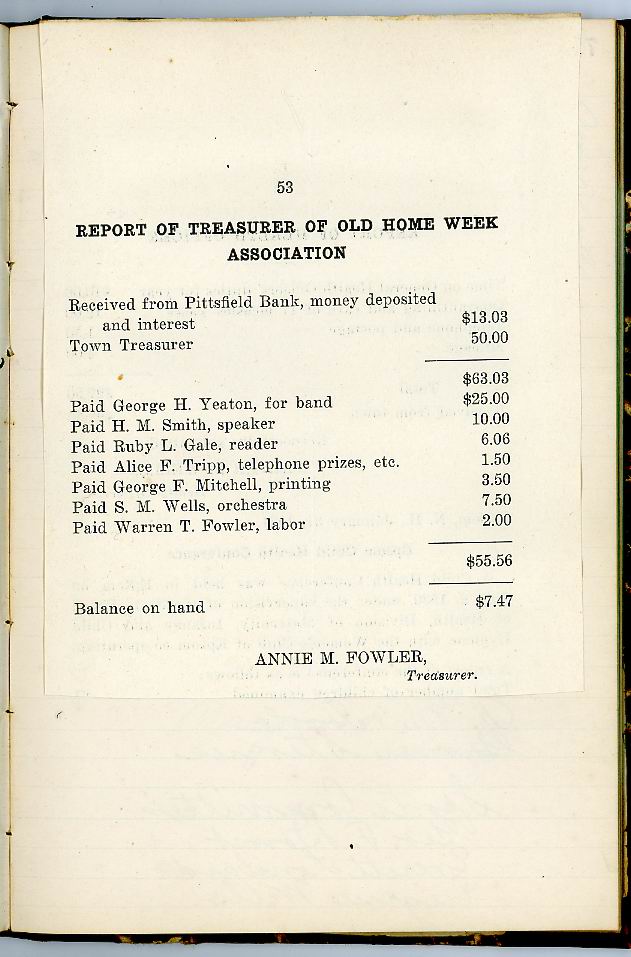 53
REPORT OF TREASURER OF OLD HOME WEEK
ASSOCIATION
Received from Pittsfield Bank, money deposited
and interest $13.03
Town Treasurer 50.00
$63.03
Paid George H. Yeaton, for band $25.00
Paid H. M. Smith, speaker 10.00
Paid Ruby L. Gale, reader 6.06
Paid Alice F. Tripp, telephone prizes, etc. 1.50
Paid George F. Mitchell, printing 3.50
Paid S. M. Wells, orchestra 7.50
Paid Warren T. Fowler, labor 2.00
$55.56
Balance on hand $7.47
ANNIE M. FOWLER,
Treasurer.